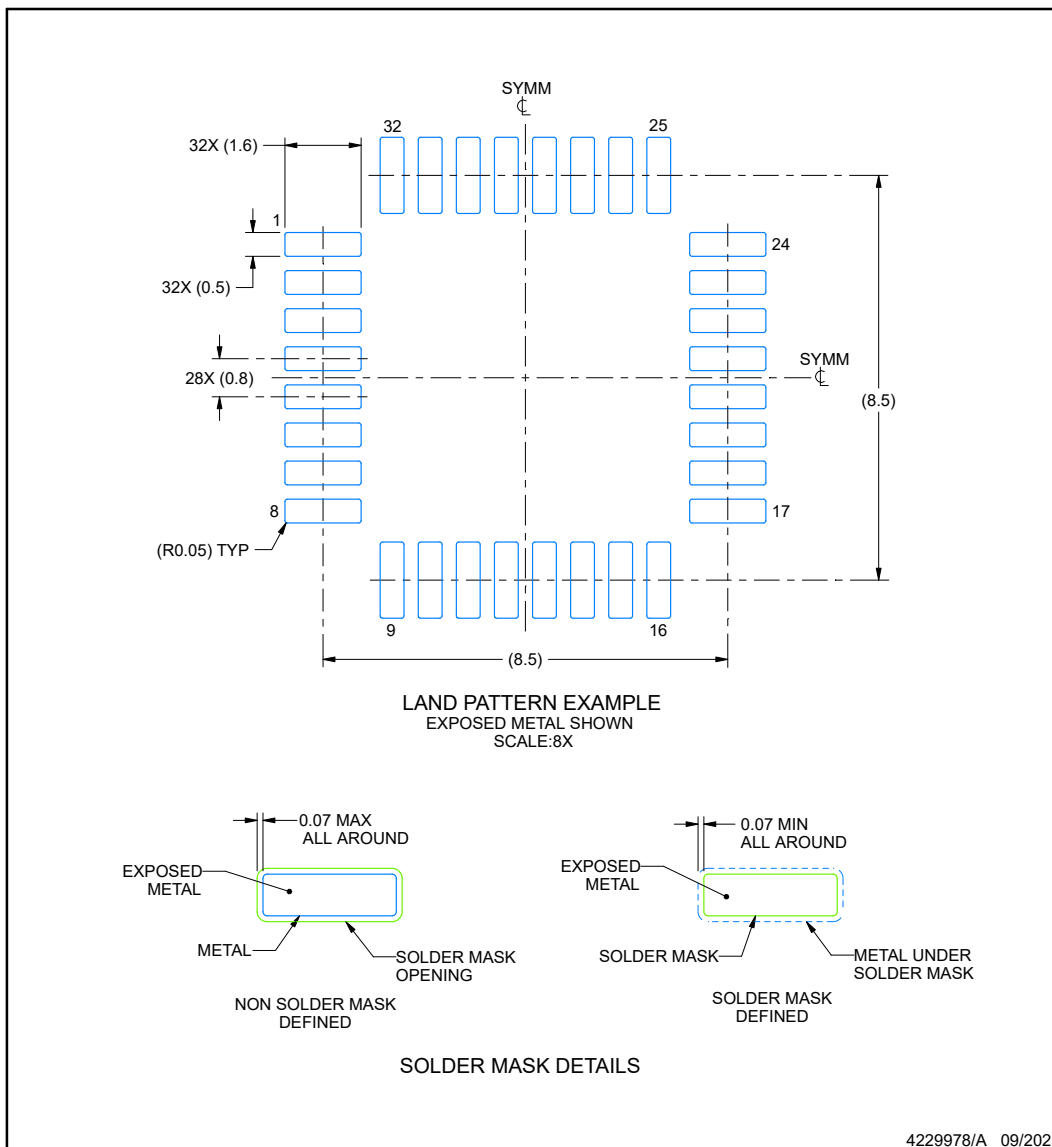 SYMM
℄
32
25
32X (1.6)
1
24
32X (0.5)
SYMM
℄
28X (0.8)
(8.5)
8
17
(R0.05) TYP
9
16
(8.5)
LAND PATTERN EXAMPLE
EXPOSED METAL SHOWN
SCALE:8X
0.07 MAX
ALL AROUND
EXPOSED
METAL
METAL
SOLDER MASK
OPENING
NON SOLDER MASK
DEFINED
0.07 MIN
ALL AROUND
EXPOSED
METAL
SOLDER MASK
METAL UNDER
SOLDER MASK
SOLDER MASK
DEFINED
SOLDER MASK DETAILS
4229978/A 09/202